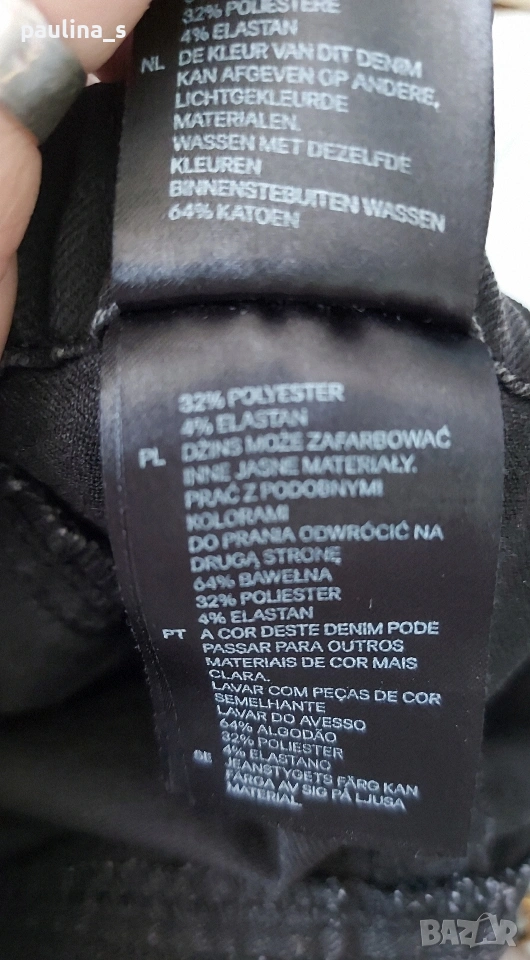 paulina_s
32% POLIESTERE
4% ELASTAN
NL DE KLEUR VAN DIT DENIM
KAN AFGEVEN OP ANDERE,
LICHTGEKLEURDE
MATERIALEN.
WASSEN MET DEZELFDE
KLEUREN
BINNENSTEBUITEN WASSEN
64% KATOEN
32% POLYESTER
4% ELASTAN
PL DŻINS MOŻE ZAFARBOWAĆ
INNE JASNE MATERIAŁY.
PRAĆ Z PODOBNYMI
KOLORAMI
DO PRANIA ODWRÓCIĆ NA
DRUGĄ STRONĘ
64% BAWEŁNA
32% POLIESTER
4% ELASTAN
PT A COR DESTE DENIM PODE
PASSAR PARA OUTROS
MATERIAIS DE COR MAIS
CLARA.
LAVAR COM PEÇAS DE COR
SEMELHANTE
LAVAR DO AVESSO
64% ALGODÃO
32% POLIESTER
4% ELASTANO
SE JEANSTYGETS FÄRG KAN
FÄRGA AV SIG PÅ LJUSA
MATERIAL.
BAZAR